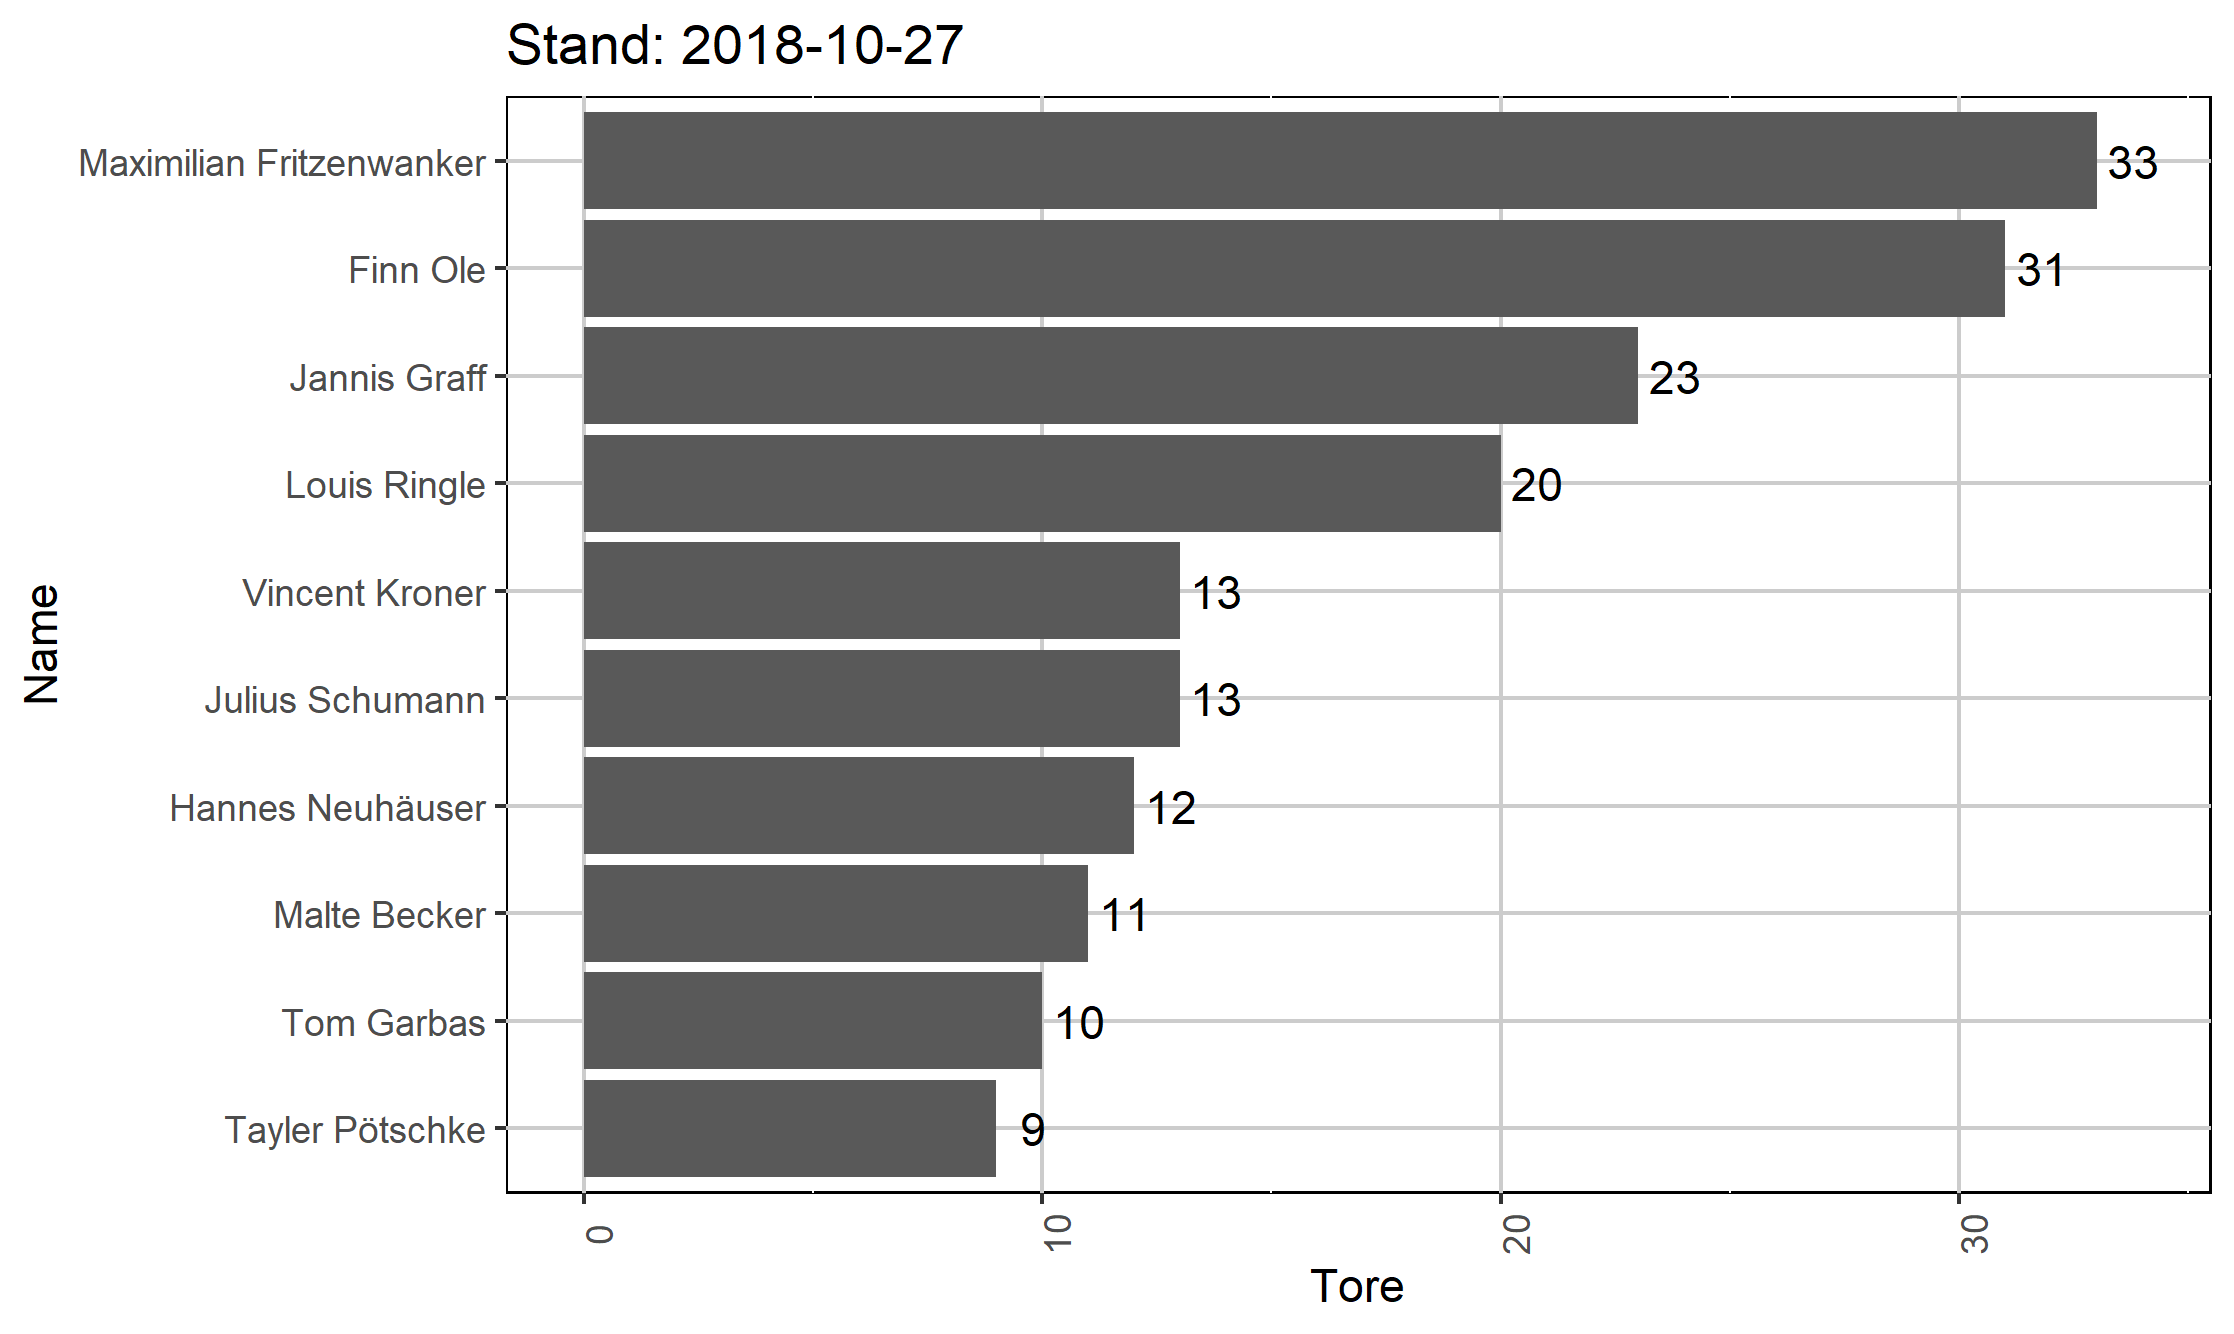 Stand: 2018-10-27
Maximilian Fritzenwanker 33
Finn Ole 31
Jannis Graff 23
Louis Ringle 20
Vincent Kroner 13
Julius Schumann 13
Hannes Neuhäuser 12
Malte Becker 11
Tom Garbas 10
Tayler Pötschke 9
Name
0 10 20 30
Tore